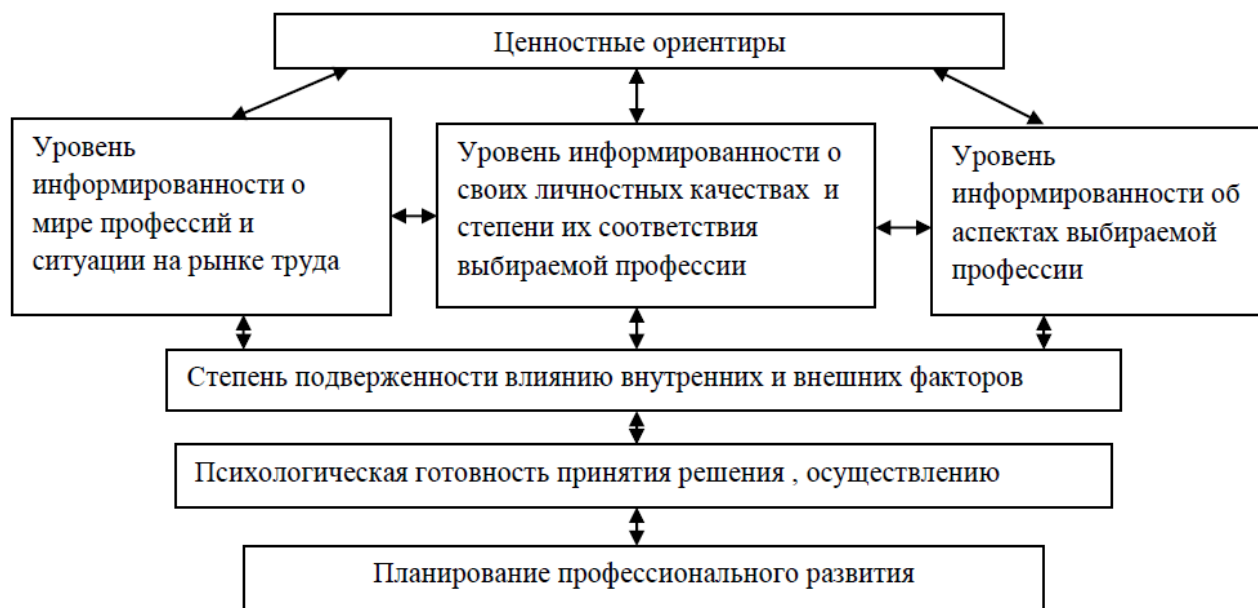 Ценностные ориентиры
Уровень
информированности о
мире профессий и
ситуации на рынке труда
Уровень информированности о
своих личностных качествах и
степени их соответствия
выбираемой профессии
Уровень
информированности об
аспектах выбираемой
профессии
Степень подверженности влиянию внутренних и внешних факторов
Психологическая готовность принятия решения , осуществлению
Планирование профессионального развития